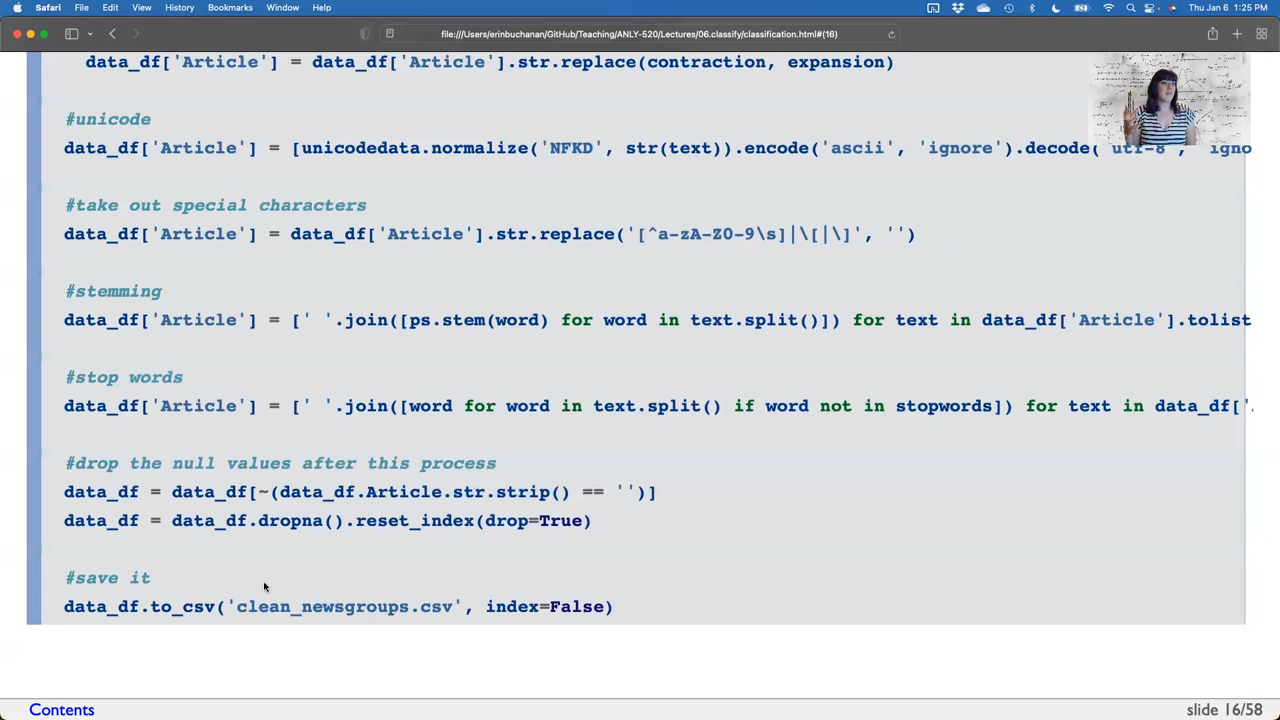 Safari File Edit View History Bookmarks Window Help Thu Jan 6 1:25 PM
file:///Users/erinbuchanan/GitHub/Teaching/ANLY-520/Lectures/06.classify/classification.html#(16)
data_df['Article'] = data_df['Article'].str.replace(contraction, expansion)
#unicode
data_df['Article'] = [unicodedata.normalize('NFKD', str(text)).encode('ascii', 'ignore').decode('utf-8', 'igno
#take out special characters
data_df['Article'] = data_df['Article'].str.replace('[^a-zA-Z0-9\s]|\[|\]', '')
#stemming
data_df['Article'] = [' '.join([ps.stem(word) for word in text.split()]) for text in data_df['Article'].tolist
#stop words
data_df['Article'] = [' '.join([word for word in text.split() if word not in stopwords]) for text in data_df['
#drop the null values after this process
data_df = data_df[~(data_df.Article.str.strip() == '')]
data_df = data_df.dropna().reset_index(drop=True)
#save it
data_df.to_csv('clean_newsgroups.csv', index=False)
Contents slide 16/58